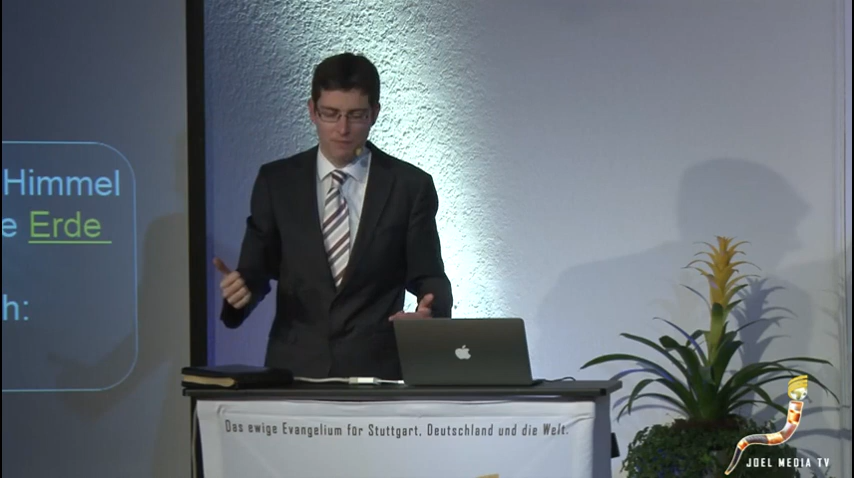 Himmel
e Erde
h:
Das ewige Evangelium für Stuttgart, Deutschland und die Welt.
JOEL MEDIA TV